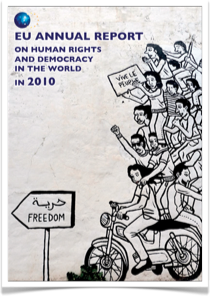 EU ANNUAL REPORT
ON HUMAN RIGHTS
AND DEMOCRACY
IN THE WORLD
IN 2010
VIVE LE
PEUPLE
حرية
FREEDOM